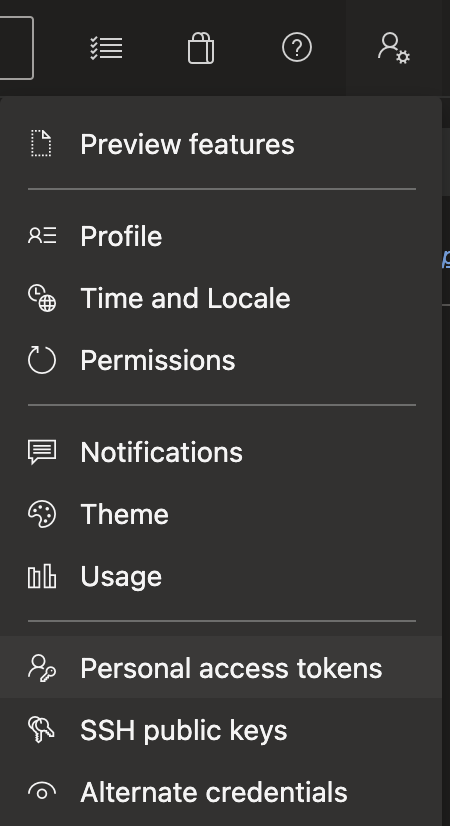 Preview features
Profile
Time and Locale
Permissions
Notifications
Theme
Usage
Personal access tokens
SSH public keys
Alternate credentials